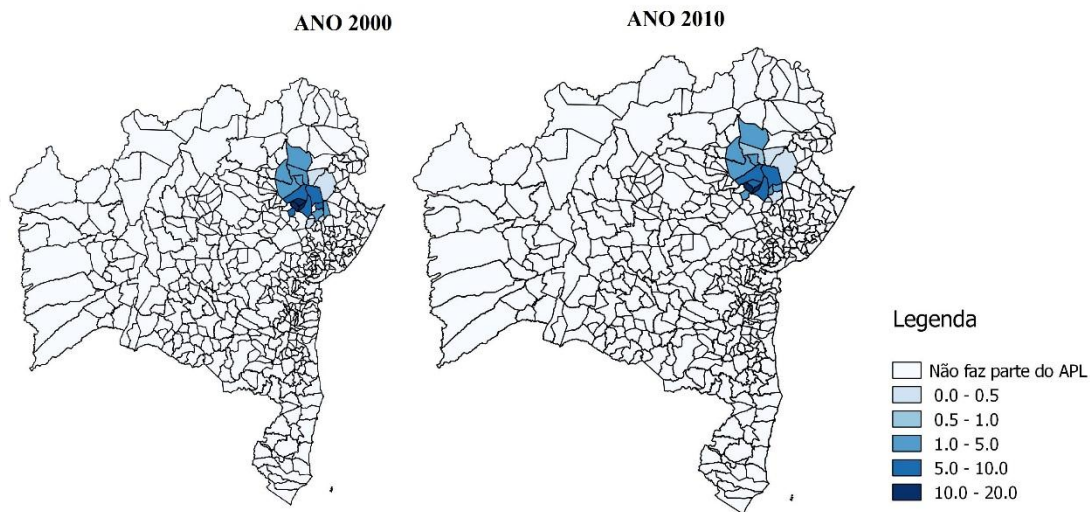 ANO 2000
ANO 2010
Legenda
Não faz parte do APL
0.0 - 0.5
0.5 - 1.0
1.0 - 5.0
5.0 - 10.0
10.0 - 20.0